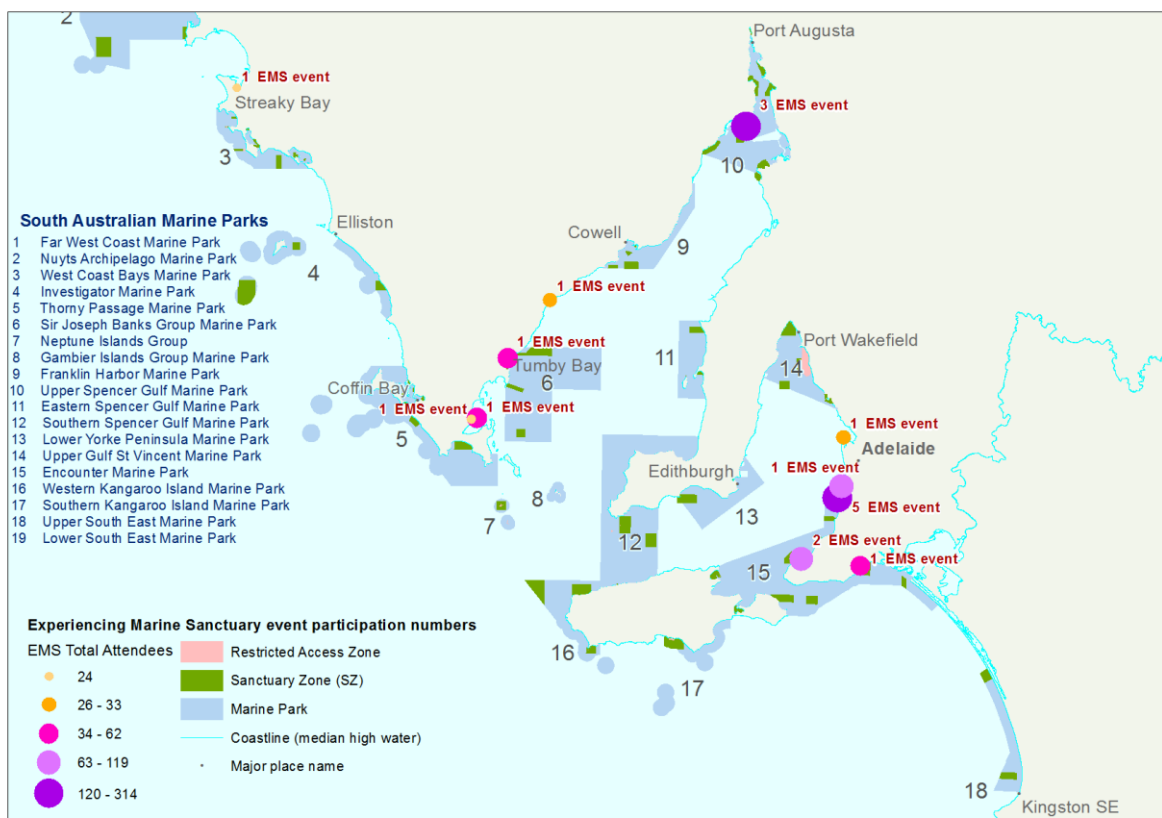 2
Port Augusta
1 EMS event
Streaky Bay
3 EMS event
3
10
South Australian Marine Parks
1 Far West Coast Marine Park
2 Nuyts Archipelago Marine Park
3 West Coast Bays Marine Park
4 Investigator Marine Park
5 Thorny Passage Marine Park
6 Sir Joseph Banks Group Marine Park
7 Neptune Islands Group
8 Gambier Islands Group Marine Park
9 Franklin Harbor Marine Park
10 Upper Spencer Gulf Marine Park
11 Eastern Spencer Gulf Marine Park
12 Southern Spencer Gulf Marine Park
13 Lower Yorke Peninsula Marine Park
14 Upper Gulf St Vincent Marine Park
15 Encounter Marine Park
16 Western Kangaroo Island Marine Park
17 Southern Kangaroo Island Marine Park
18 Upper South East Marine Park
19 Lower South East Marine Park
Elliston
4
Cowell
9
1 EMS event
1 EMS event
Tumby Bay
6
11
Port Wakefield
14
Coffin Bay
1 EMS event
1 EMS event
5
1 EMS event
Adelaide
1 EMS event
Edithburgh
8
7
13
5 EMS event
12
2 EMS event
15
1 EMS event
16
17
18
Kingston SE
Experiencing Marine Sanctuary event participation numbers
EMS Total Attendees
24
26 - 33
34 - 62
63 - 119
120 - 314
Restricted Access Zone
Sanctuary Zone (SZ)
Marine Park
Coastline (median high water)
Major place name